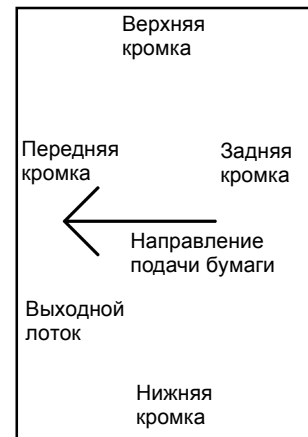 Верхняя
кромка
Передняя
кромка
Задняя
кромка
Направление
подачи бумаги
Выходной
лоток
Нижняя
кромка